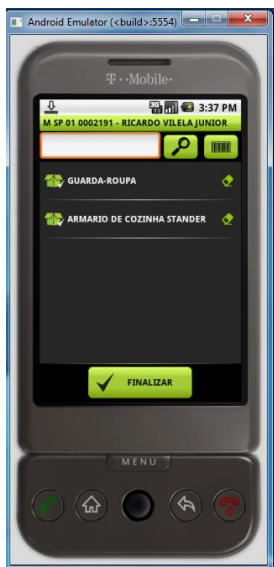 Android Emulator (<build>:5554)
T··Mobile·
3G
3:37 PM
M SP 01 0002191 - RICARDO VILELA JUNIOR
GUARDA-ROUPA
ARMARIO DE COZINHA STANDER
FINALIZAR
MENU